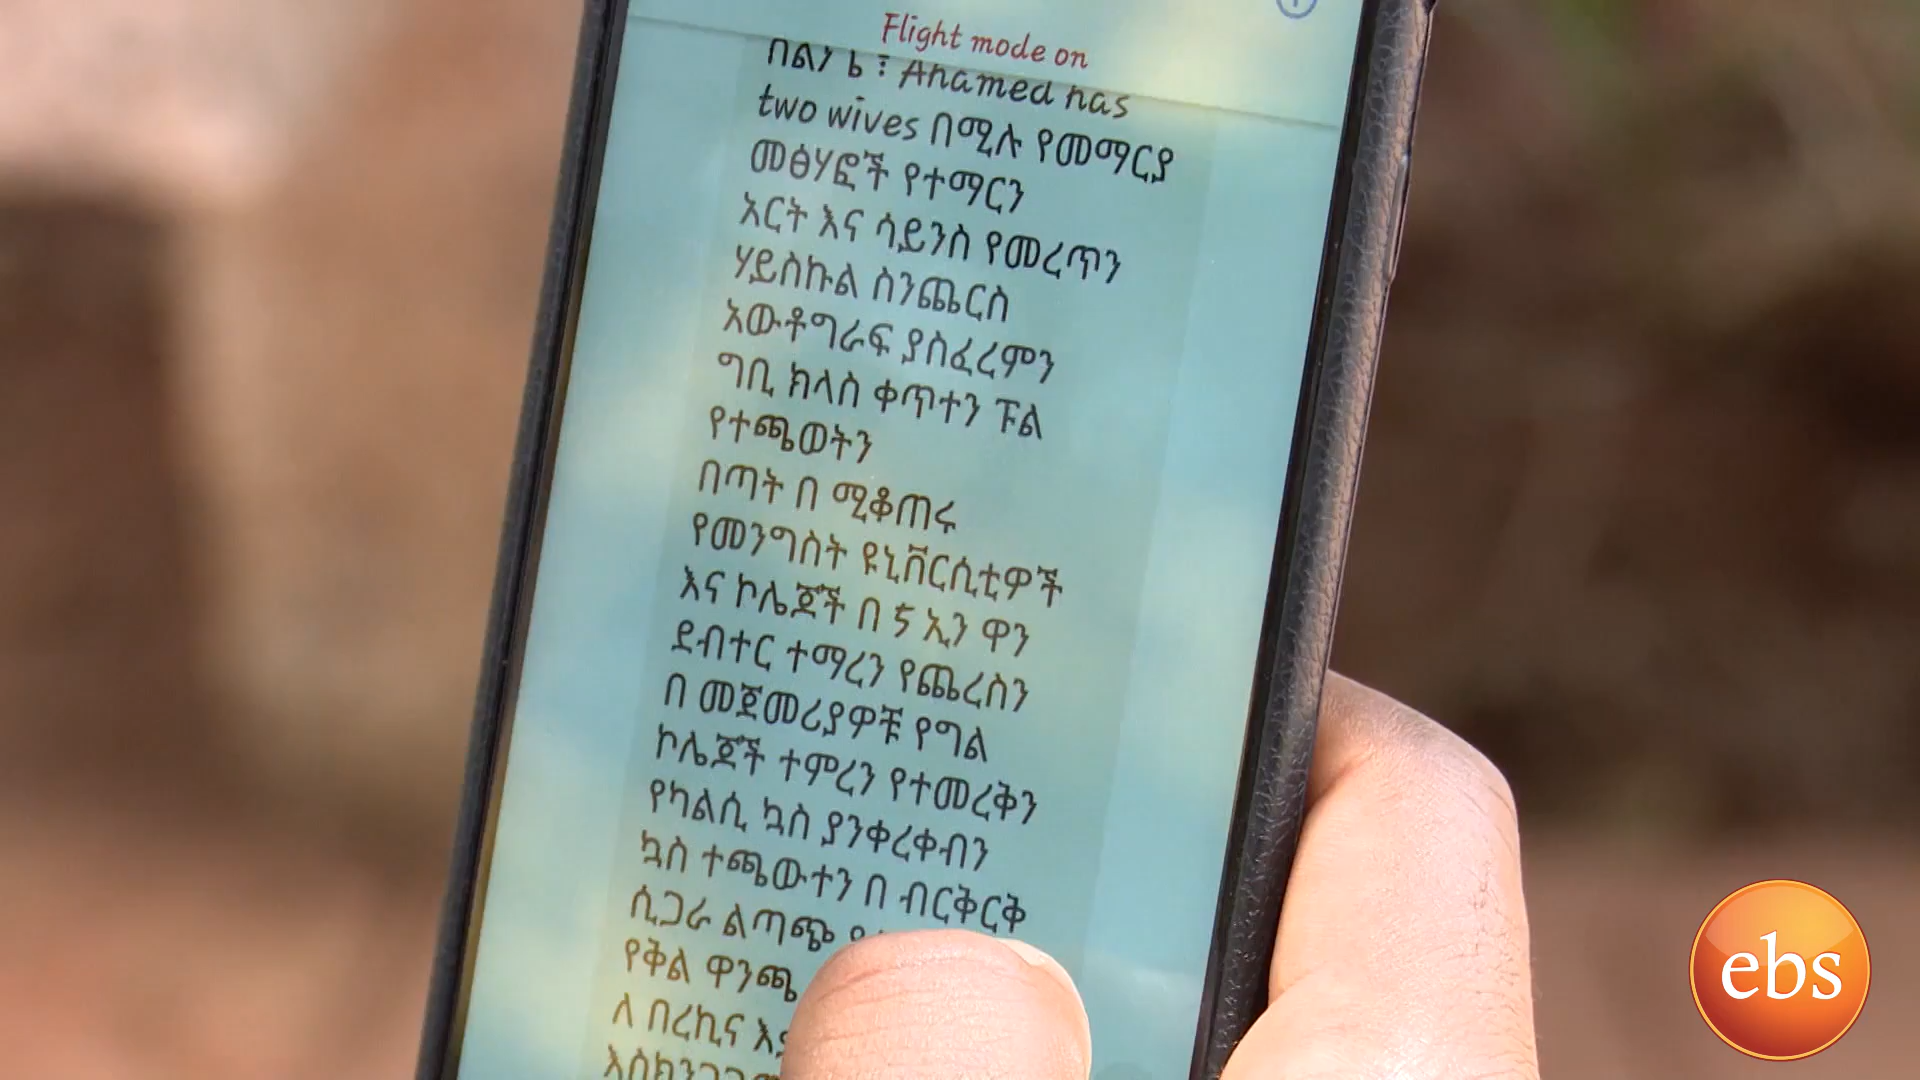 Flight mode on
Ahamed has
two wives በሚሉ የመማርያ
መፅሃፎች የተማርን
አርት እና ሳይንስ የመረጥን
ሃይስኩል ስንጨርስ
አውቶግራፍ ያስፈረምን
ግቢ ክላስ ቀጥተን ፑል
የተጫወትን
በጣት በ ሚቆጠሩ
የመንግስት ዩኒቨርሲቲዎች
እና ኮሌጆች በ ፭ ኢን ዋን
ደብተር ተማረን የጨረስን
በ መጀመሪያዎቹ የግል
ኮሌጆች ተምረን የተመረቅን
የካልሲ ኳስ ያንቀረቀብን
ኳስ ተጫውተን በ ብርቅርቅ
ሲጋራ ልጣጭ
የቅል ዋንጫ
ለ በረኪና
ebs